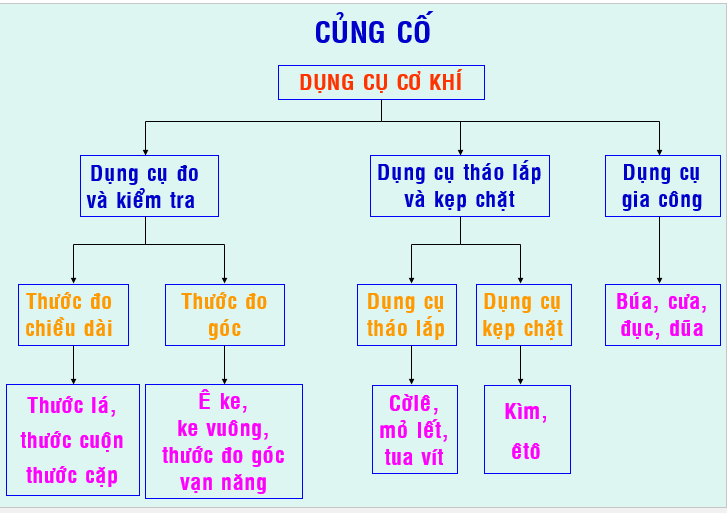 CỦNG CỐ
DỤNG CỤ CƠ KHÍ
Dụng cụ đo
và kiểm tra
Dụng cụ tháo lắp
và kẹp chặt
Dụng cụ
gia công
Thước đo
chiều dài
Thước đo
góc
Dụng cụ
tháo lắp
Dụng cụ
kẹp chặt
Búa, cưa,
đục, dũa
Thước lá,
thước cuộn
thước cặp
Ê ke,
ke vuông,
thước đo góc
vạn năng
Cờlê,
mỏ lết,
tua vít
Kìm,
êtô